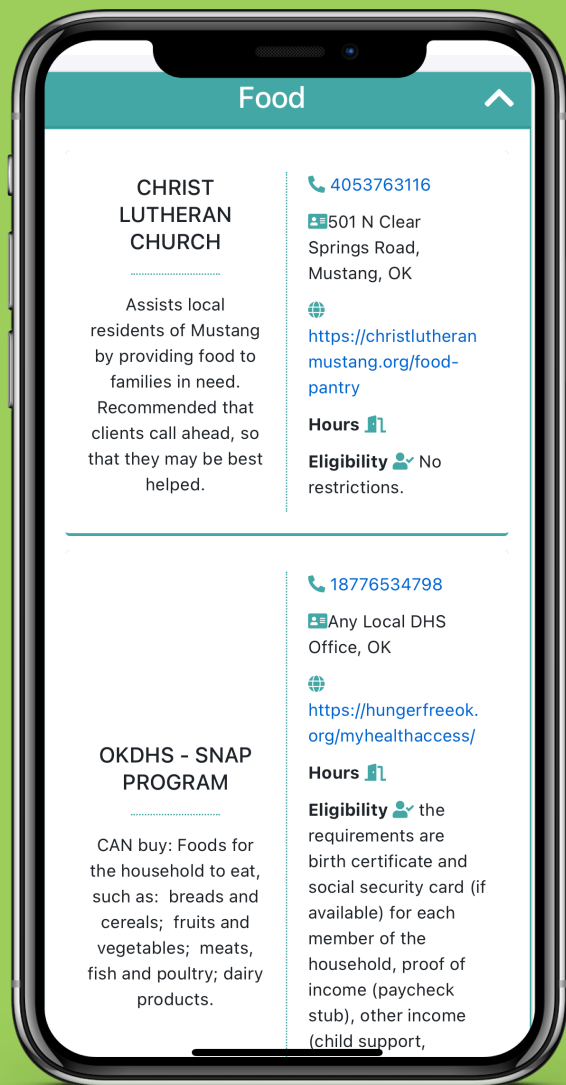 Food
CHRIST
LUTHERAN
CHURCH
Assists local
residents of Mustang
by providing food to
families in need.
Recommended that
clients call ahead, so
that they may be best
helped.
4053763116
501 N Clear
Springs Road,
Mustang, OK
https://christlutheran
mustang.org/food-
pantry
Hours
Eligibility No
restrictions.
OKDHS - SNAP
PROGRAM
CAN buy: Foods for
the household to eat,
such as: breads and
cereals; fruits and
vegetables; meats,
fish and poultry; dairy
products.
18776534798
Any Local DHS
Office, OK
https://hungerfreeok.
org/myhealthaccess/
Hours
Eligibility the
requirements are
birth certificate and
social security card (if
available) for each
member of the
household, proof of
income (paycheck
stub), other income
(child support,